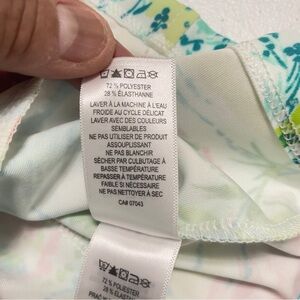 72 % POLYESTER
28 % ÉLASTHANNE
LAVER À LA MACHINE À L'EAU
FROIDE AU CYCLE DÉLICAT
LAVER AVEC DES COULEURS
SEMBLABLES
NE PAS UTILISER DE PRODUIT
ASSOUPLISSANT
NE PAS BLANCHIR
SÉCHER PAR CULBUTAGE À
BASSE TEMPÉRATURE
REPASSER À TEMPÉRATURE
FAIBLE SI NÉCESSAIRE
NE PAS NETTOYER À SEC
CA# 07043
72 % POLYESTER
28 % ÉLAST